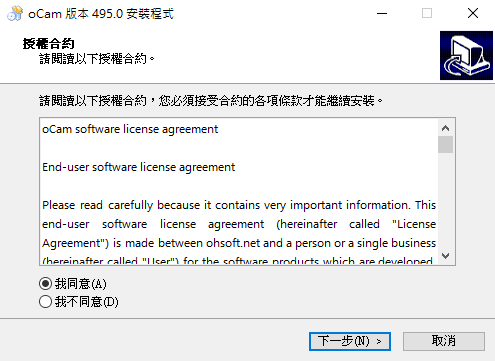 oCam 版本 495.0 安裝程式
授權合約
請閱讀以下授權合約。
請閱讀以下授權合約，您必須接受合約的各項條款才能繼續安裝。
oCam software license agreement
End-user software license agreement
Please read carefully because it contains very important information. This
end-user software license agreement (hereinafter called "License
Agreement") is made between ohsoft.net and a person or a single business
(hereinafter called "User") for the software products which are developed,
我同意(A)
我不同意(D)
下一步(N) >
取消